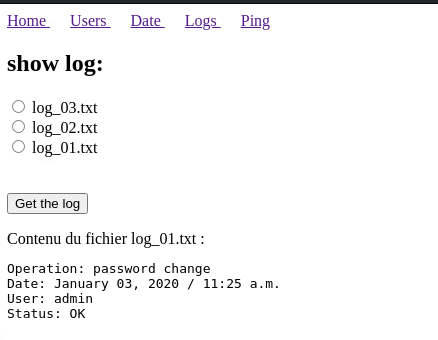 Home Users Date Logs Ping
show log:
log_03.txt
log_02.txt
log_01.txt
Get the log
Contenu du fichier log_01.txt :
Operation: password change
Date: January 03, 2020 / 11:25 a.m.
User: admin
Status: OK